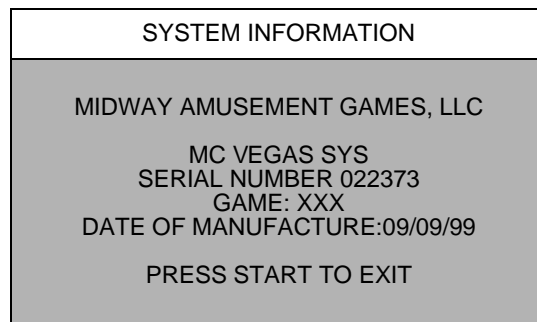 SYSTEM INFORMATION
MIDWAY AMUSEMENT GAMES, LLC
MC VEGAS SYS
SERIAL NUMBER 022373
GAME: XXX
DATE OF MANUFACTURE:09/09/99
PRESS START TO EXIT